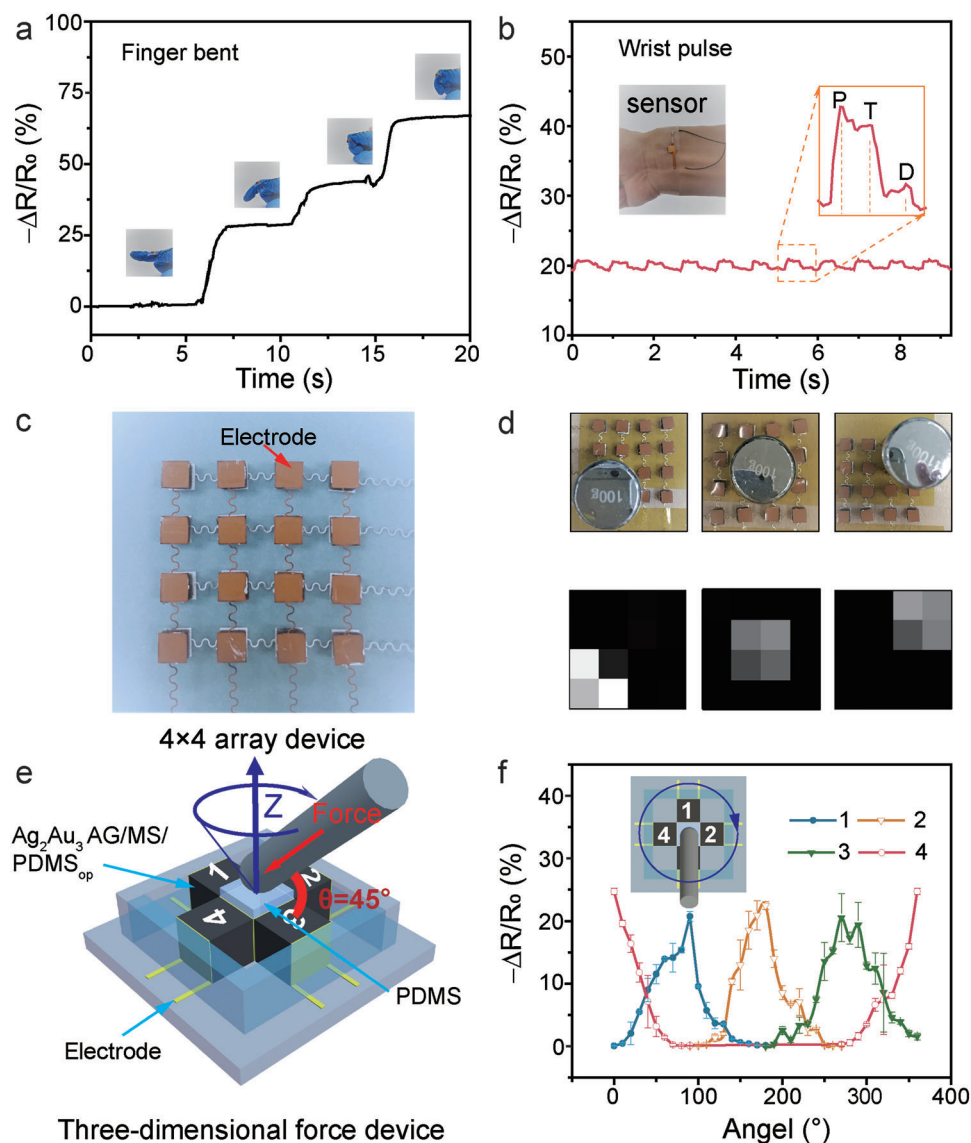 a
Finger bent
100
75
50
25
0
−ΔR/R₀ (%)
0
5
10
15
20
Time (s)
b
Wrist pulse
sensor
P
T
D
50
40
30
20
10
−ΔR/R₀ (%)
0
2
4
6
8
Time (s)
c
Electrode
4×4 array device
d
100g
100g
100g
e
Z
Force
Ag₂Au₃ AG/MS/
PDMSₒₚ
1
2
θ=45°
4
3
PDMS
Electrode
Three-dimensional force device
f
1
4
2
1
2
3
4
40
30
20
10
0
−ΔR/R₀ (%)
0
100
200
300
400
Angel (°)